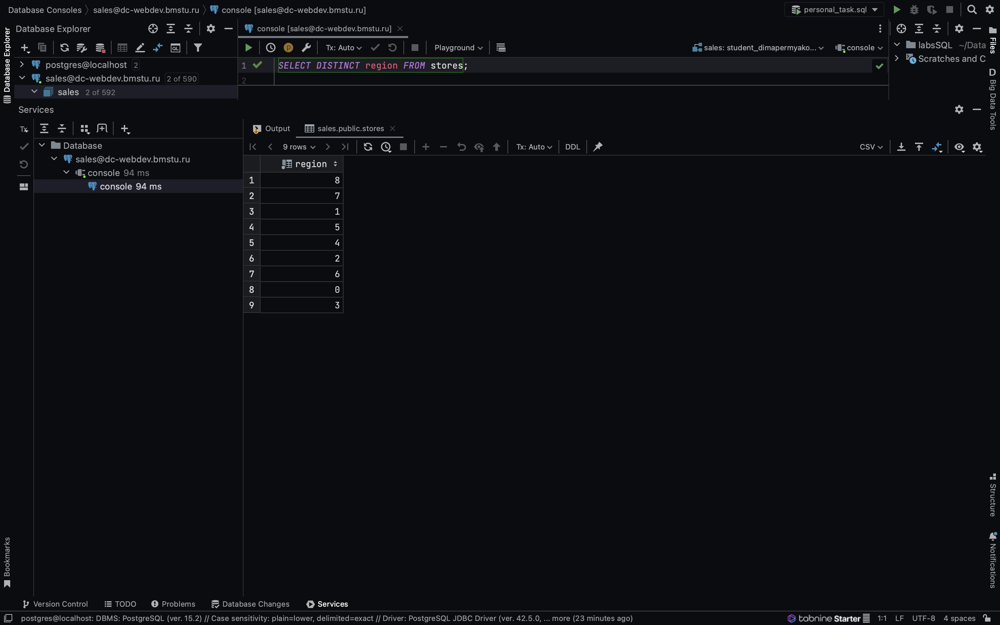 Database Consoles
sales@dc-webdev.bmstu.ru
console [sales@dc-webdev.bmstu.ru]
personal_task.sql
Database Explorer
Database Explorer
console [sales@dc-webdev.bmstu.ru]
Tx: Auto
Playground
sales: student_dimapermyako...
console
postgres@localhost 2
sales@dc-webdev.bmstu.ru 2 of 590
sales 2 of 592
1 SELECT DISTINCT region FROM stores;
2
labsSQL ~/Data
Scratches and C
Files
D Big Data Tools
Services
Tx
Database
sales@dc-webdev.bmstu.ru
console 94 ms
console 94 ms
Output
sales.public.stores
9 rows
Tx: Auto
DDL
CSV
region
1 8
2 7
3 1
4 5
5 4
6 2
7 6
8 0
9 3
Structure
Notifications
Bookmarks
Version Control
TODO
Problems
Database Changes
Services
postgres@localhost: DBMS: PostgreSQL (ver. 15.2) // Case sensitivity: plain=lower, delimited=exact // Driver: PostgreSQL JDBC Driver (ver. 42.5.0, ... more (23 minutes ago)
tabnine Starter
1:1
LF
UTF-8
4 spaces